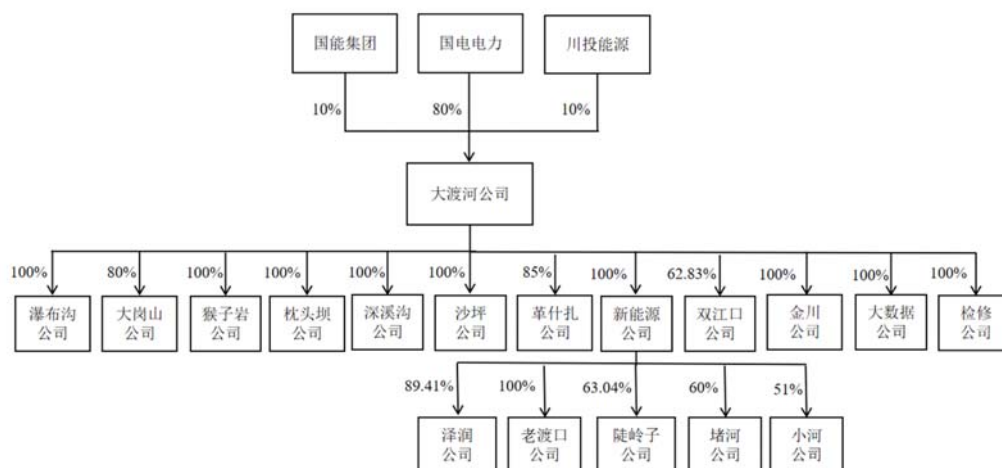 国能集团
国电电力
川投能源
10%
80%
10%
大渡河公司
100%
80%
100%
100%
100%
100%
85%
100%
62.83%
100%
100%
100%
瀑布沟
公司
大岗山
公司
猴子岩
公司
枕头坝
公司
深溪沟
公司
沙坪
公司
革什扎
公司
新能源
公司
双江口
公司
金川
公司
大数据
公司
检修
公司
89.41%
100%
63.04%
60%
51%
泽润
公司
老渡口
公司
陡岭子
公司
堵河
公司
小河
公司